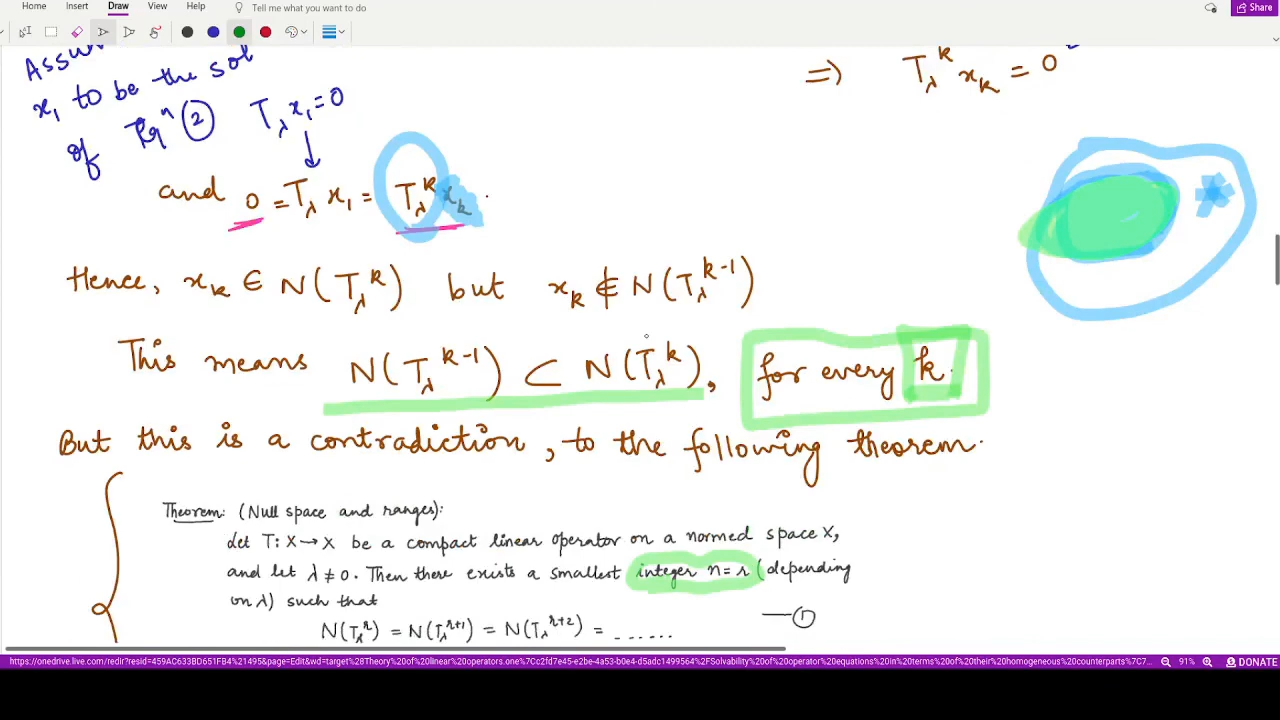 Home Insert Draw View Help Tell me what you want to do Share
Assum
x₁ to be the sol
of Eqⁿ ② T_λ x₁ = 0
↓
⇒) T_λ^k x_k = 0
and 0 = T_λ x₁ = T_λ^k x_k .
Hence, x_k ∈ N(T_λ^k) but x_k ∉ N(T_λ^{k-1})
This means N(T_λ^{k-1}) ⊂ N(T_λ^k), for every k.
But this is a contradiction, to the following theorem.
Theorem: (Null space and ranges):
Let T: X→X be a compact linear operator on a normed space X,
and let λ ≠ 0. Then there exists a smallest integer n = r (depending
on λ) such that
N(T_λ^r) = N(T_λ^{r+1}) = N(T_λ^{r+2}) = ...... —①
91% DONATE